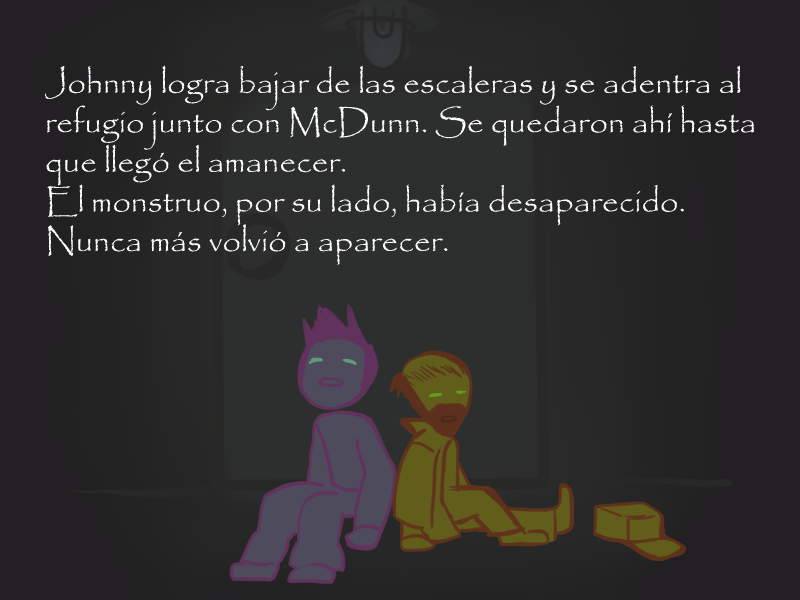 Johnny logra bajar de las escaleras y se adentra al
refugio junto con McDunn. Se quedaron ahí hasta
que llegó el amanecer.
El monstruo, por su lado, había desaparecido.
Nunca más volvió a aparecer.